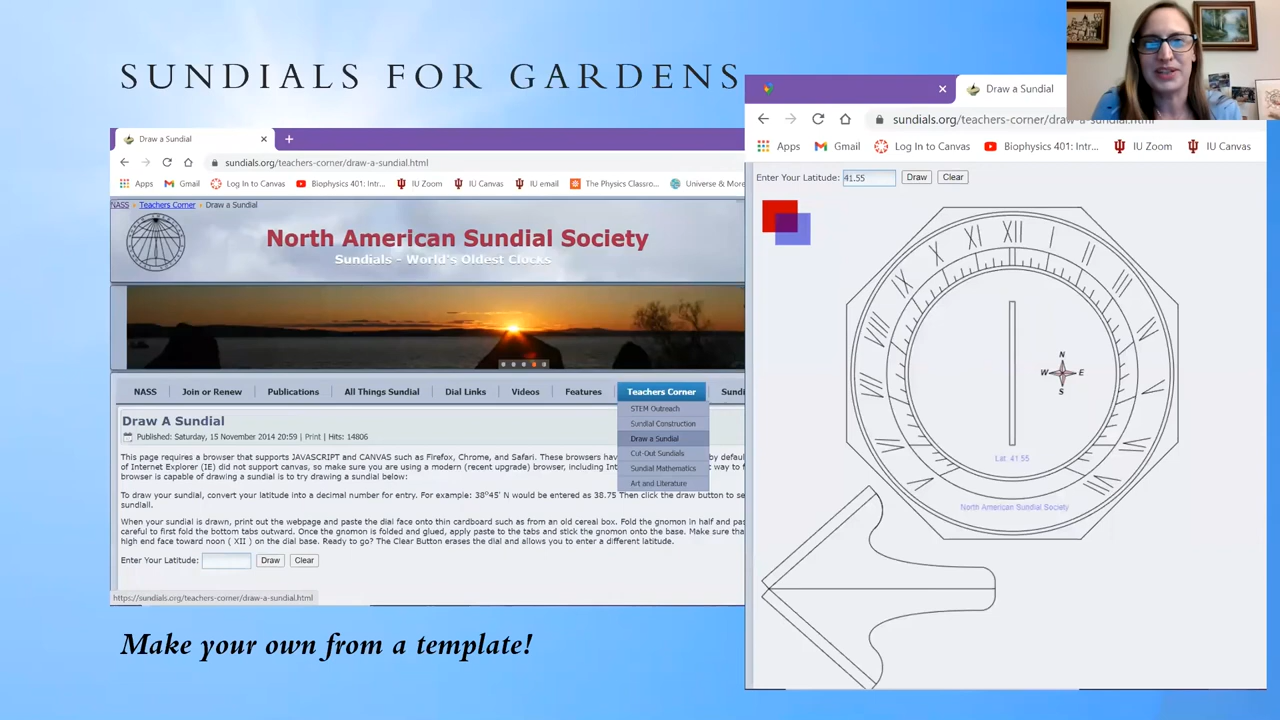 SUNDIALS FOR GARDENS
Draw a Sundial
sundials.org/teachers-corner/draw-a-sundial.html
Apps Gmail Log In to Canvas Biophysics 401: Intr... IU Zoom IU Canvas IU email The Physics Classro... Universe & More
NASS Teachers Corner Draw a Sundial
North American Sundial Society
Sundials - World's Oldest Clocks
NASS Join or Renew Publications All Things Sundial Dial Links Videos Features Teachers Corner Sundi
STEM Outreach
Sundial Construction
Draw a Sundial
Cut-Out Sundials
Sundial Mathematics
Art and Literature
Draw A Sundial
Published: Saturday, 15 November 2014 20:59 | Print | Hits: 14806
This page requires a browser that supports JAVASCRIPT and CANVAS such as Firefox, Chrome, and Safari. These browsers hav by defau
of Internet Explorer (IE) did not support canvas, so make sure you are using a modern (recent upgrade) browser, including Int t way to f
browser is capable of drawing a sundial is to try drawing a sundial below:
To draw your sundial, convert your latitude into a decimal number for entry. For example: 38º45' N would be entered as 38.75 Then click the draw button to se
sundiall.
When your sundial is drawn, print out the webpage and paste the dial face onto thin cardboard such as from an old cereal box. Fold the gnomon in half and pas
careful to first fold the bottom tabs outward. Once the gnomon is folded and glued, apply paste to the tabs and stick the gnomon onto the base. Make sure tha
high end face toward noon ( XII ) on the dial base. Ready to go? The Clear Button erases the dial and allows you to enter a different latitude.
Enter Your Latitude: Draw Clear
https://sundials.org/teachers-corner/draw-a-sundial.html
Make your own from a template!
Draw a Sundial
sundials.org/teachers-corner/draw-a-sundial.html
Apps Gmail Log In to Canvas Biophysics 401: Intr... IU Zoom IU Canvas
Enter Your Latitude: 41.55 Draw Clear
IX X XI XII I II III
IIII
V
VI
VII
VIII
N
W E
S
Lat. 41.55
North American Sundial Society